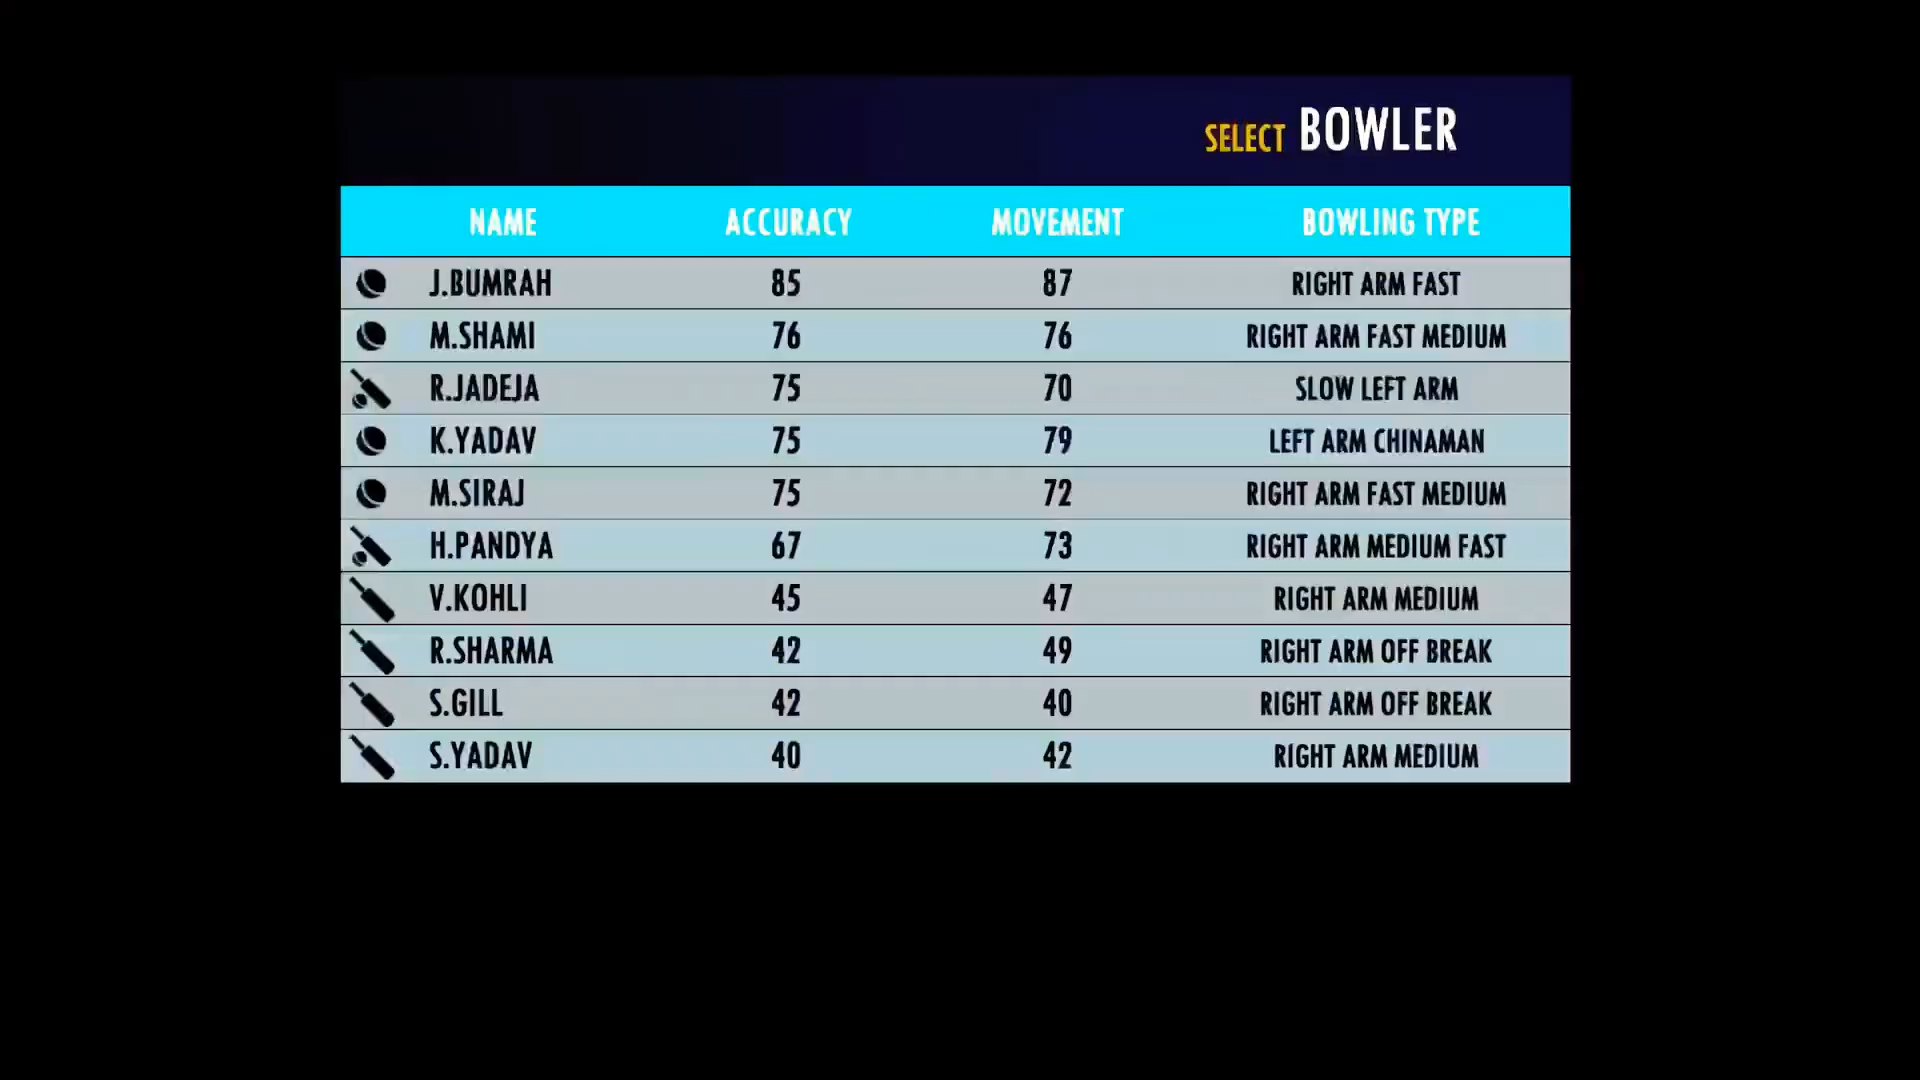 SELECT BOWLER
NAME ACCURACY MOVEMENT BOWLING TYPE
J.BUMRAH 85 87 RIGHT ARM FAST
M.SHAMI 76 76 RIGHT ARM FAST MEDIUM
R.JADEJA 75 70 SLOW LEFT ARM
K.YADAV 75 79 LEFT ARM CHINAMAN
M.SIRAJ 75 72 RIGHT ARM FAST MEDIUM
H.PANDYA 67 73 RIGHT ARM MEDIUM FAST
V.KOHLI 45 47 RIGHT ARM MEDIUM
R.SHARMA 42 49 RIGHT ARM OFF BREAK
S.GILL 42 40 RIGHT ARM OFF BREAK
S.YADAV 40 42 RIGHT ARM MEDIUM